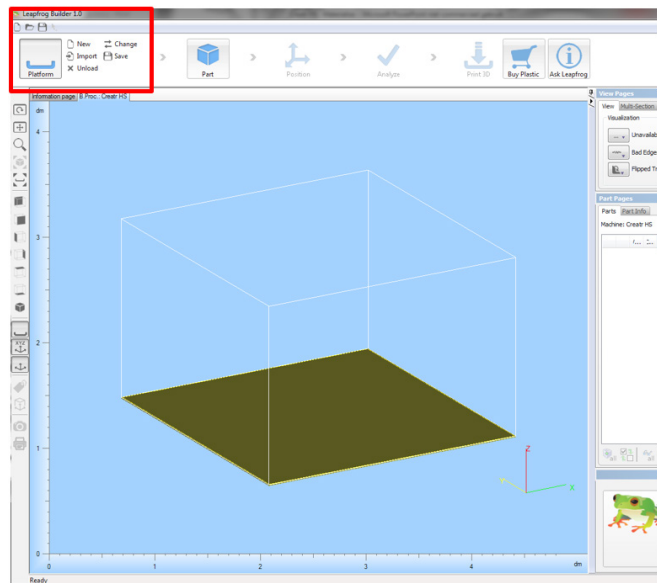 Leapfrog Builder 1.0
New
Change
Import
Save
Unload
Platform
Part
Position
Analyze
Print 3D
Buy Plastic
Ask Leapfrog
Information page
B.Proc.: Creatr HS
dm
4
3
2
1
0
0
1
2
3
4
dm
Z
Y
X
XYZ
View Pages
View
Multi-Section
Visualization
Unavailab
Bad Edge
Flipped Tr
Part Pages
Parts
Part Info
Machine: Creatr HS
Ready